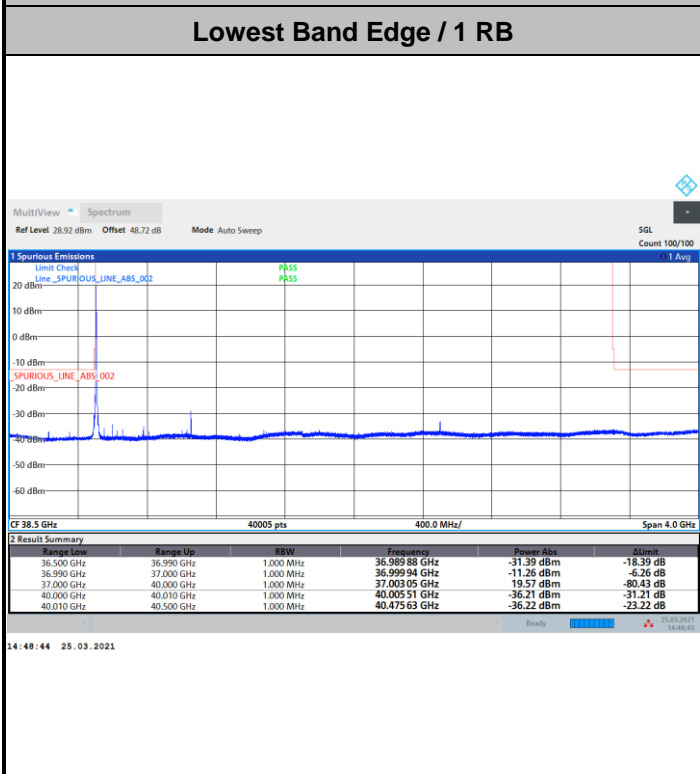 Lowest Band Edge / 1 RB
MultiView Spectrum
Ref Level 28.92 dBm Offset 48.72 dB Mode Auto Sweep SGL
Count 100/100
1 Spurious Emissions 1 Avg
Limit Check PASS
Line _SPURIOUS_LINE_ABS_002 PASS
20 dBm
10 dBm
0 dBm
-10 dBm
SPURIOUS_LINE_ABS_002
-20 dBm
-30 dBm
-40 dBm
-50 dBm
-60 dBm
CF 38.5 GHz 40005 pts 400.0 MHz/ Span 4.0 GHz
2 Result Summary
Range Low Range Up RBW Frequency Power Abs ΔLimit
36.500 GHz 36.990 GHz 1.000 MHz 36.989 88 GHz -31.39 dBm -18.39 dB
36.990 GHz 37.000 GHz 1.000 MHz 36.999 94 GHz -11.26 dBm -6.26 dB
37.000 GHz 40.000 GHz 1.000 MHz 37.003 05 GHz 19.57 dBm -80.43 dB
40.000 GHz 40.010 GHz 1.000 MHz 40.005 51 GHz -36.21 dBm -31.21 dB
40.010 GHz 40.500 GHz 1.000 MHz 40.475 63 GHz -36.22 dBm -23.22 dB
Ready 25.03.2021
14:48:43
14:48:44 25.03.2021